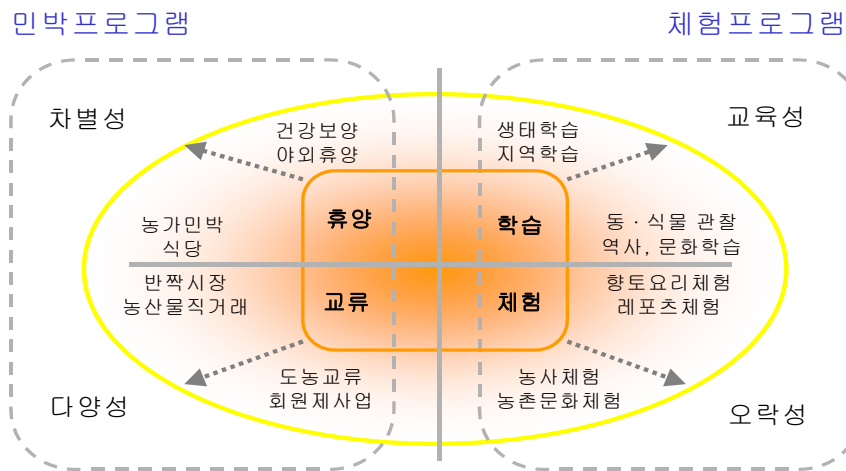 민박프로그램
체험프로그램
차별성
교육성
건강보양
야외휴양
생태학습
지역학습
휴양
학습
농가민박
식당
동 · 식물 관찰
역사, 문화학습
반짝시장
농산물직거래
교류
체험
향토요리체험
레포츠체험
도농교류
회원제사업
농사체험
농촌문화체험
다양성
오락성